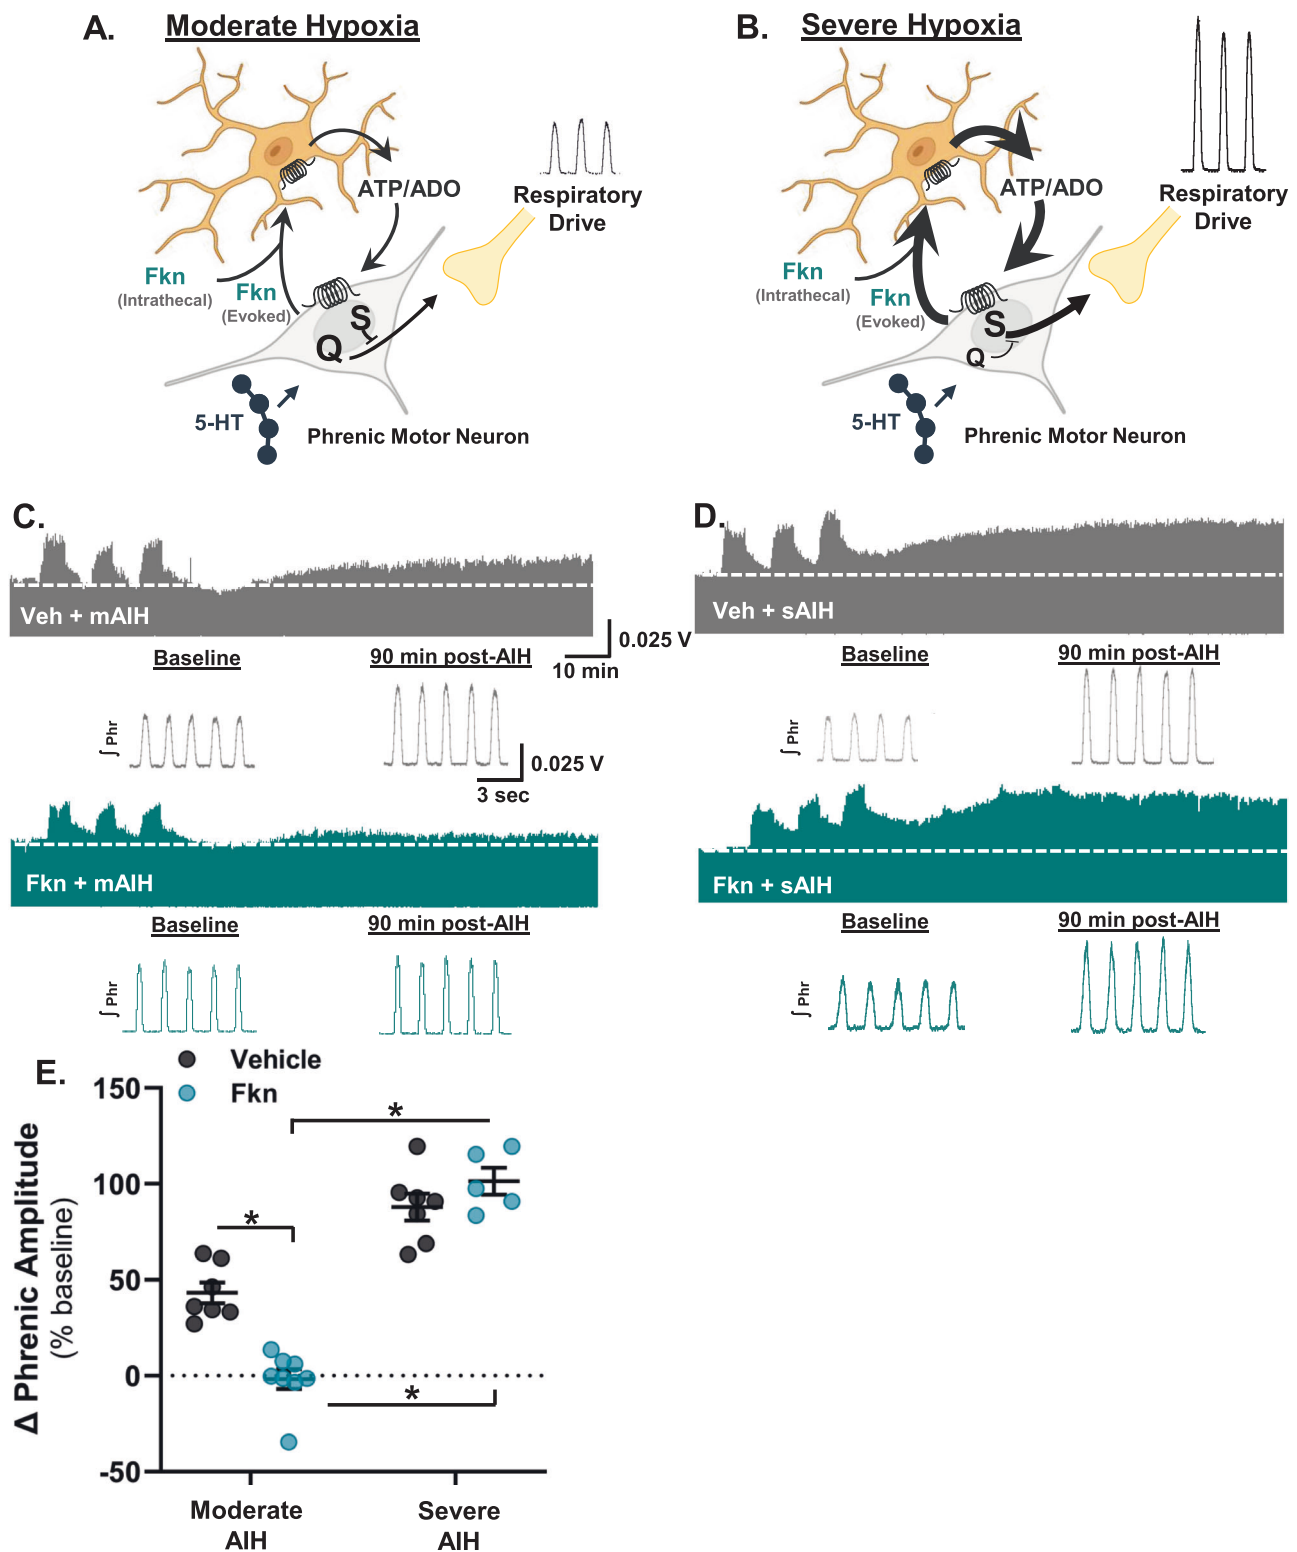 A. Moderate Hypoxia
ATP/ADO
Respiratory
Drive
Fkn
(Intrathecal)
Fkn
(Evoked)
S
Q
5-HT
Phrenic Motor Neuron
B. Severe Hypoxia
ATP/ADO
Respiratory
Drive
Fkn
(Intrathecal)
Fkn
(Evoked)
S
Q
5-HT
Phrenic Motor Neuron
C.
Veh + mAIH
0.025 V
10 min
Baseline
90 min post-AIH
∫ Phr
0.025 V
3 sec
Fkn + mAIH
Baseline
90 min post-AIH
∫ Phr
D.
Veh + sAIH
Baseline
90 min post-AIH
∫ Phr
Fkn + sAIH
Baseline
90 min post-AIH
∫ Phr
E.
Vehicle
Fkn
Δ Phrenic Amplitude
(% baseline)
150
100
50
0
-50
*
*
*
Moderate
AIH
Severe
AIH